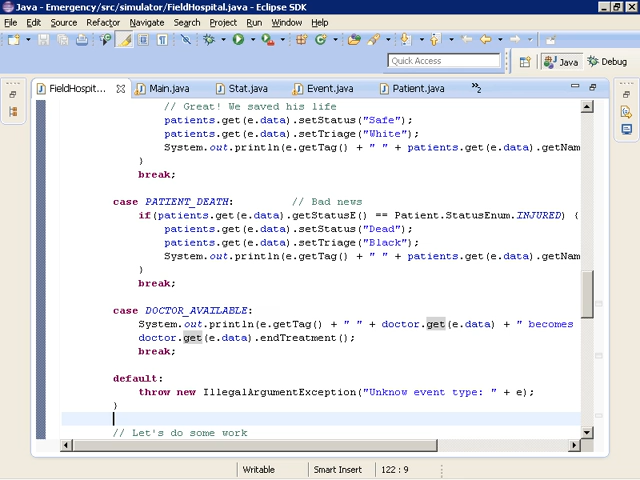 Java - Emergency/src/simulator/FieldHospital.java - Eclipse SDK
File Edit Source Refactor Navigate Search Project Run Window Help
Quick Access Java Debug
FieldHospit... Main.java Stat.java Event.java Patient.java »2
// Great! We saved his life
patients.get(e.data).setStatus("Safe");
patients.get(e.data).setTriage("White");
System.out.println(e.getTag() + " " + patients.get(e.data).getNam
}
break;
case PATIENT_DEATH: // Bad news
if(patients.get(e.data).getStatusE() == Patient.StatusEnum.INJURED) {
patients.get(e.data).setStatus("Dead");
patients.get(e.data).setTriage("Black");
System.out.println(e.getTag() + " " + patients.get(e.data).getNam
}
break;
case DOCTOR_AVAILABLE:
System.out.println(e.getTag() + " " + doctor.get(e.data) + " becomes
doctor.get(e.data).endTreatment();
break;
default:
throw new IllegalArgumentException("Unknow event type: " + e);
}
// Let's do some work
Writable Smart Insert 122 : 9